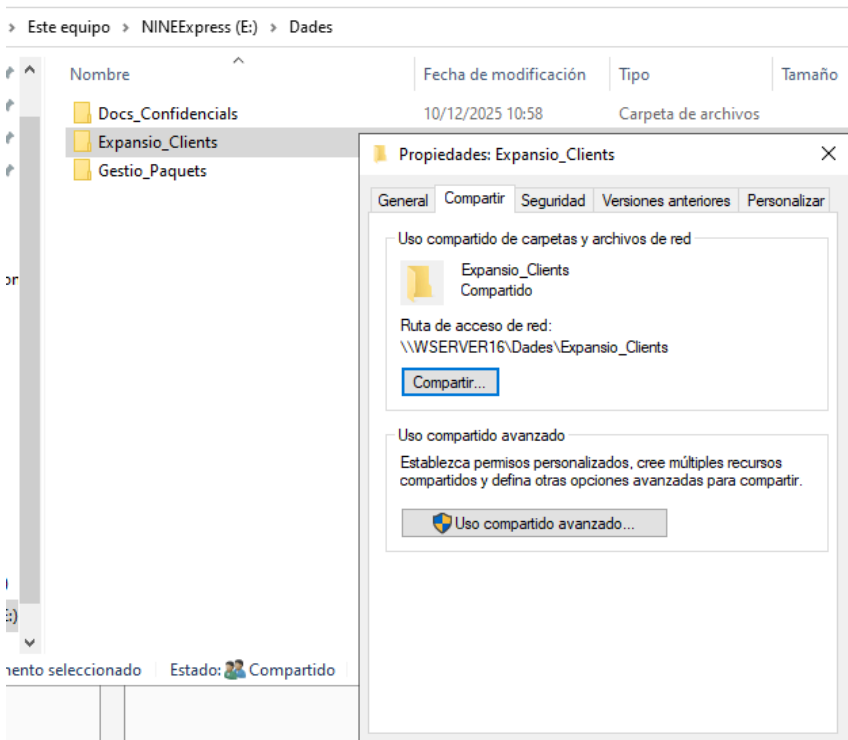 Este equipo > NINEExpress (E:) > Dades
Nombre Fecha de modificación Tipo Tamaño
Docs_Confidencials 10/12/2025 10:58 Carpeta de archivos
Expansio_Clients
Gestio_Paquets
Propiedades: Expansio_Clients
General Compartir Seguridad Versiones anteriores Personalizar
Uso compartido de carpetas y archivos de red
Expansio_Clients
Compartido
Ruta de acceso de red:
\\WSERVER16\Dades\Expansio_Clients
Compartir...
Uso compartido avanzado
Establezca permisos personalizados, cree múltiples recursos
compartidos y defina otras opciones avanzadas para compartir.
Uso compartido avanzado...
seleccionado Estado: Compartido